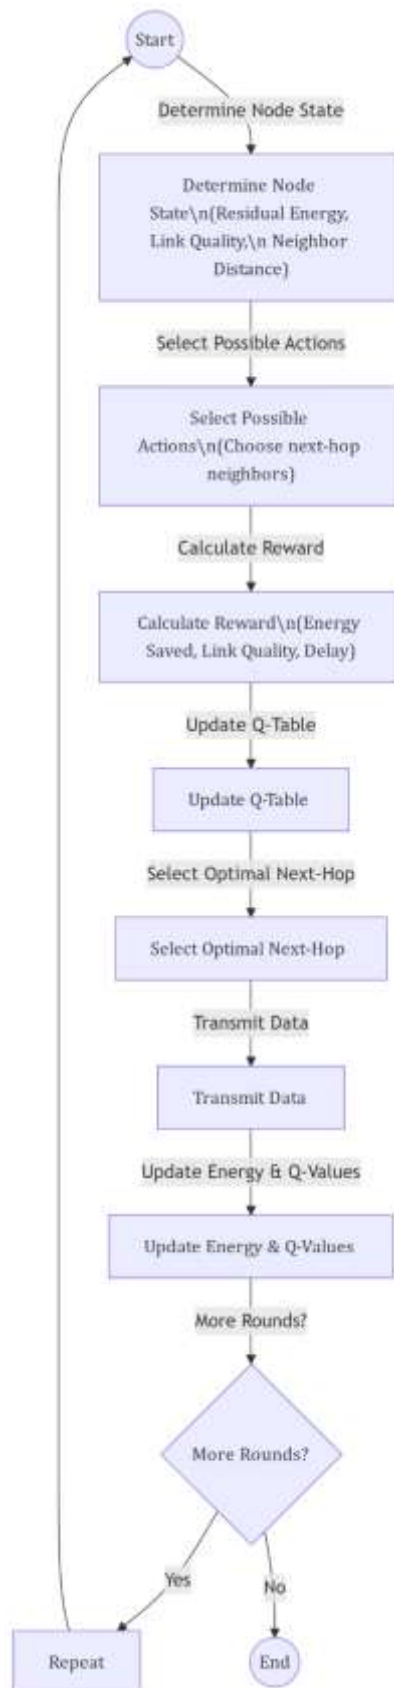 Start
Determine Node State
Determine Node
State\n(Residual Energy,
Link Quality,\n Neighbor
Distance)
Select Possible Actions
Select Possible
Actions\n(Choose next-hop
neighbors)
Calculate Reward
Calculate Reward\n(Energy
Saved, Link Quality, Delay)
Update Q-Table
Update Q-Table
Select Optimal Next-Hop
Select Optimal Next-Hop
Transmit Data
Transmit Data
Update Energy & Q-Values
Update Energy & Q-Values
More Rounds?
More Rounds?
Yes
No
Repeat
End